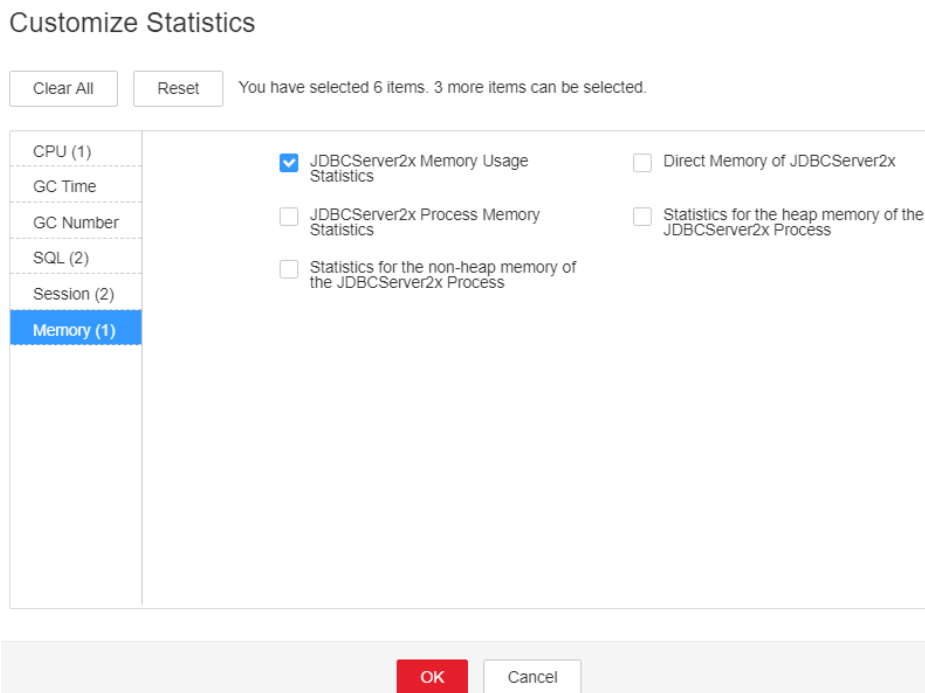 Customize Statistics
Clear All
Reset
You have selected 6 items. 3 more items can be selected.
CPU (1)
GC Time
GC Number
SQL (2)
Session (2)
Memory (1)
JDBCServer2x Memory Usage
Statistics
Direct Memory of JDBCServer2x
JDBCServer2x Process Memory
Statistics
Statistics for the heap memory of the
JDBCServer2x Process
Statistics for the non-heap memory of
the JDBCServer2x Process
OK
Cancel